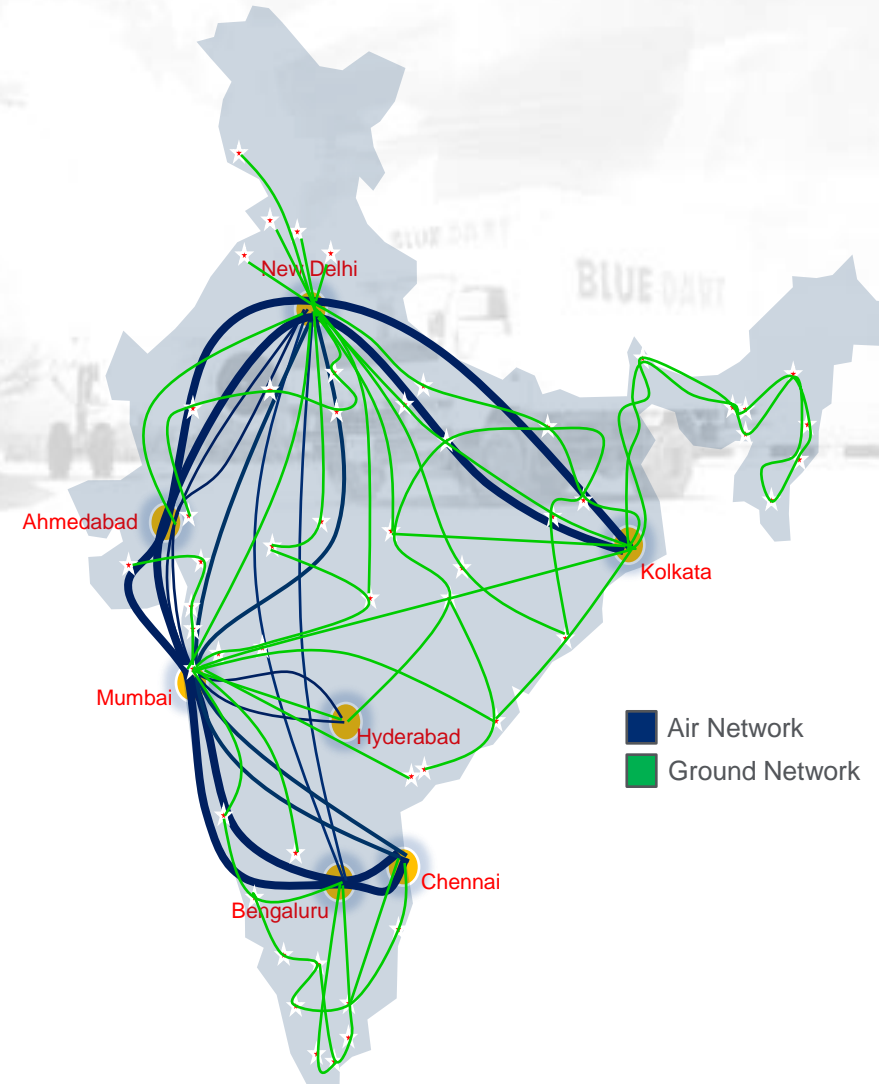 BLUE DART
New Delhi
BLUE DART
Ahmedabad
Kolkata
Mumbai
Hyderabad
Air Network
Ground Network
Chennai
Bengaluru